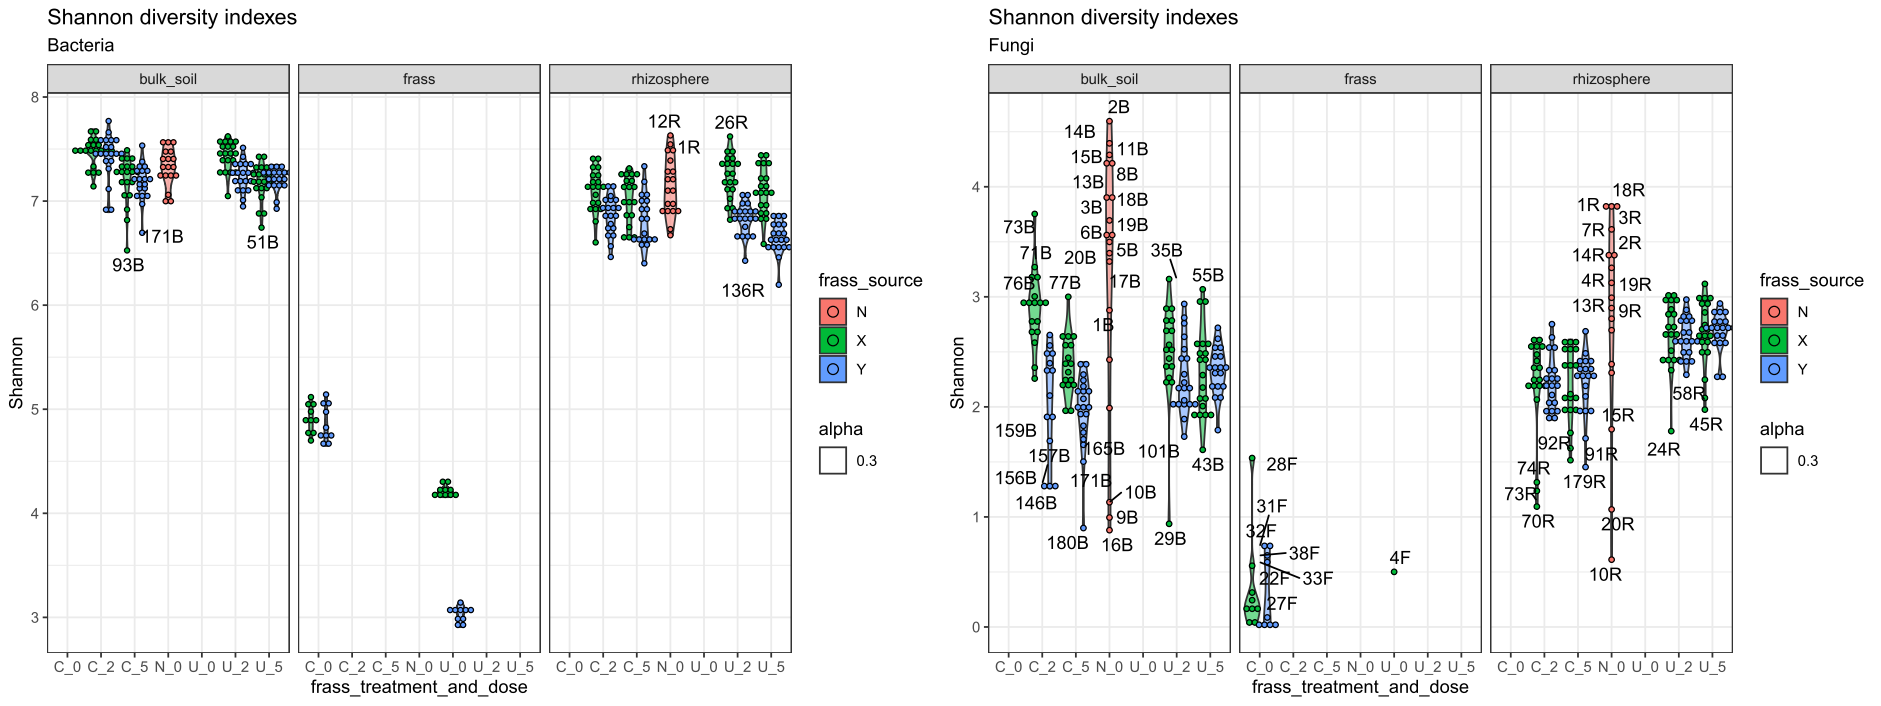 Shannon diversity indexes
Bacteria
bulk_soil
frass
rhizosphere
8
7
6
5
4
3
Shannon
93B
171B
51B
12R
1R
26R
136R
C_0 C_2 C_5 N_0 U_0 U_2 U_5
C_0 C_2 C_5 N_0 U_0 U_2 U_5
C_0 C_2 C_5 N_0 U_0 U_2 U_5
frass_treatment_and_dose
frass_source
N
X
Y
alpha
0.3
Shannon diversity indexes
Fungi
bulk_soil
frass
rhizosphere
4
3
2
1
0
Shannon
2B
14B
11B
15B
8B
13B
18B
3B
19B
6B
5B
20B
17B
1B
73B
71B
76B
77B
35B
55B
159B
157B
165B
101B
156B
146B
171B
43B
10B
9B
180B
16B
29B
28F
31F
32F
38F
33F
22F
27F
4F
18R
1R
3R
7R
2R
14R
4R
19R
13R
9R
15R
58R
45R
24R
92R
91R
74R
179R
73R
70R
20R
10R
C_0 C_2 C_5 N_0 U_0 U_2 U_5
C_0 C_2 C_5 N_0 U_0 U_2 U_5
C_0 C_2 C_5 N_0 U_0 U_2 U_5
frass_treatment_and_dose
frass_source
N
X
Y
alpha
0.3